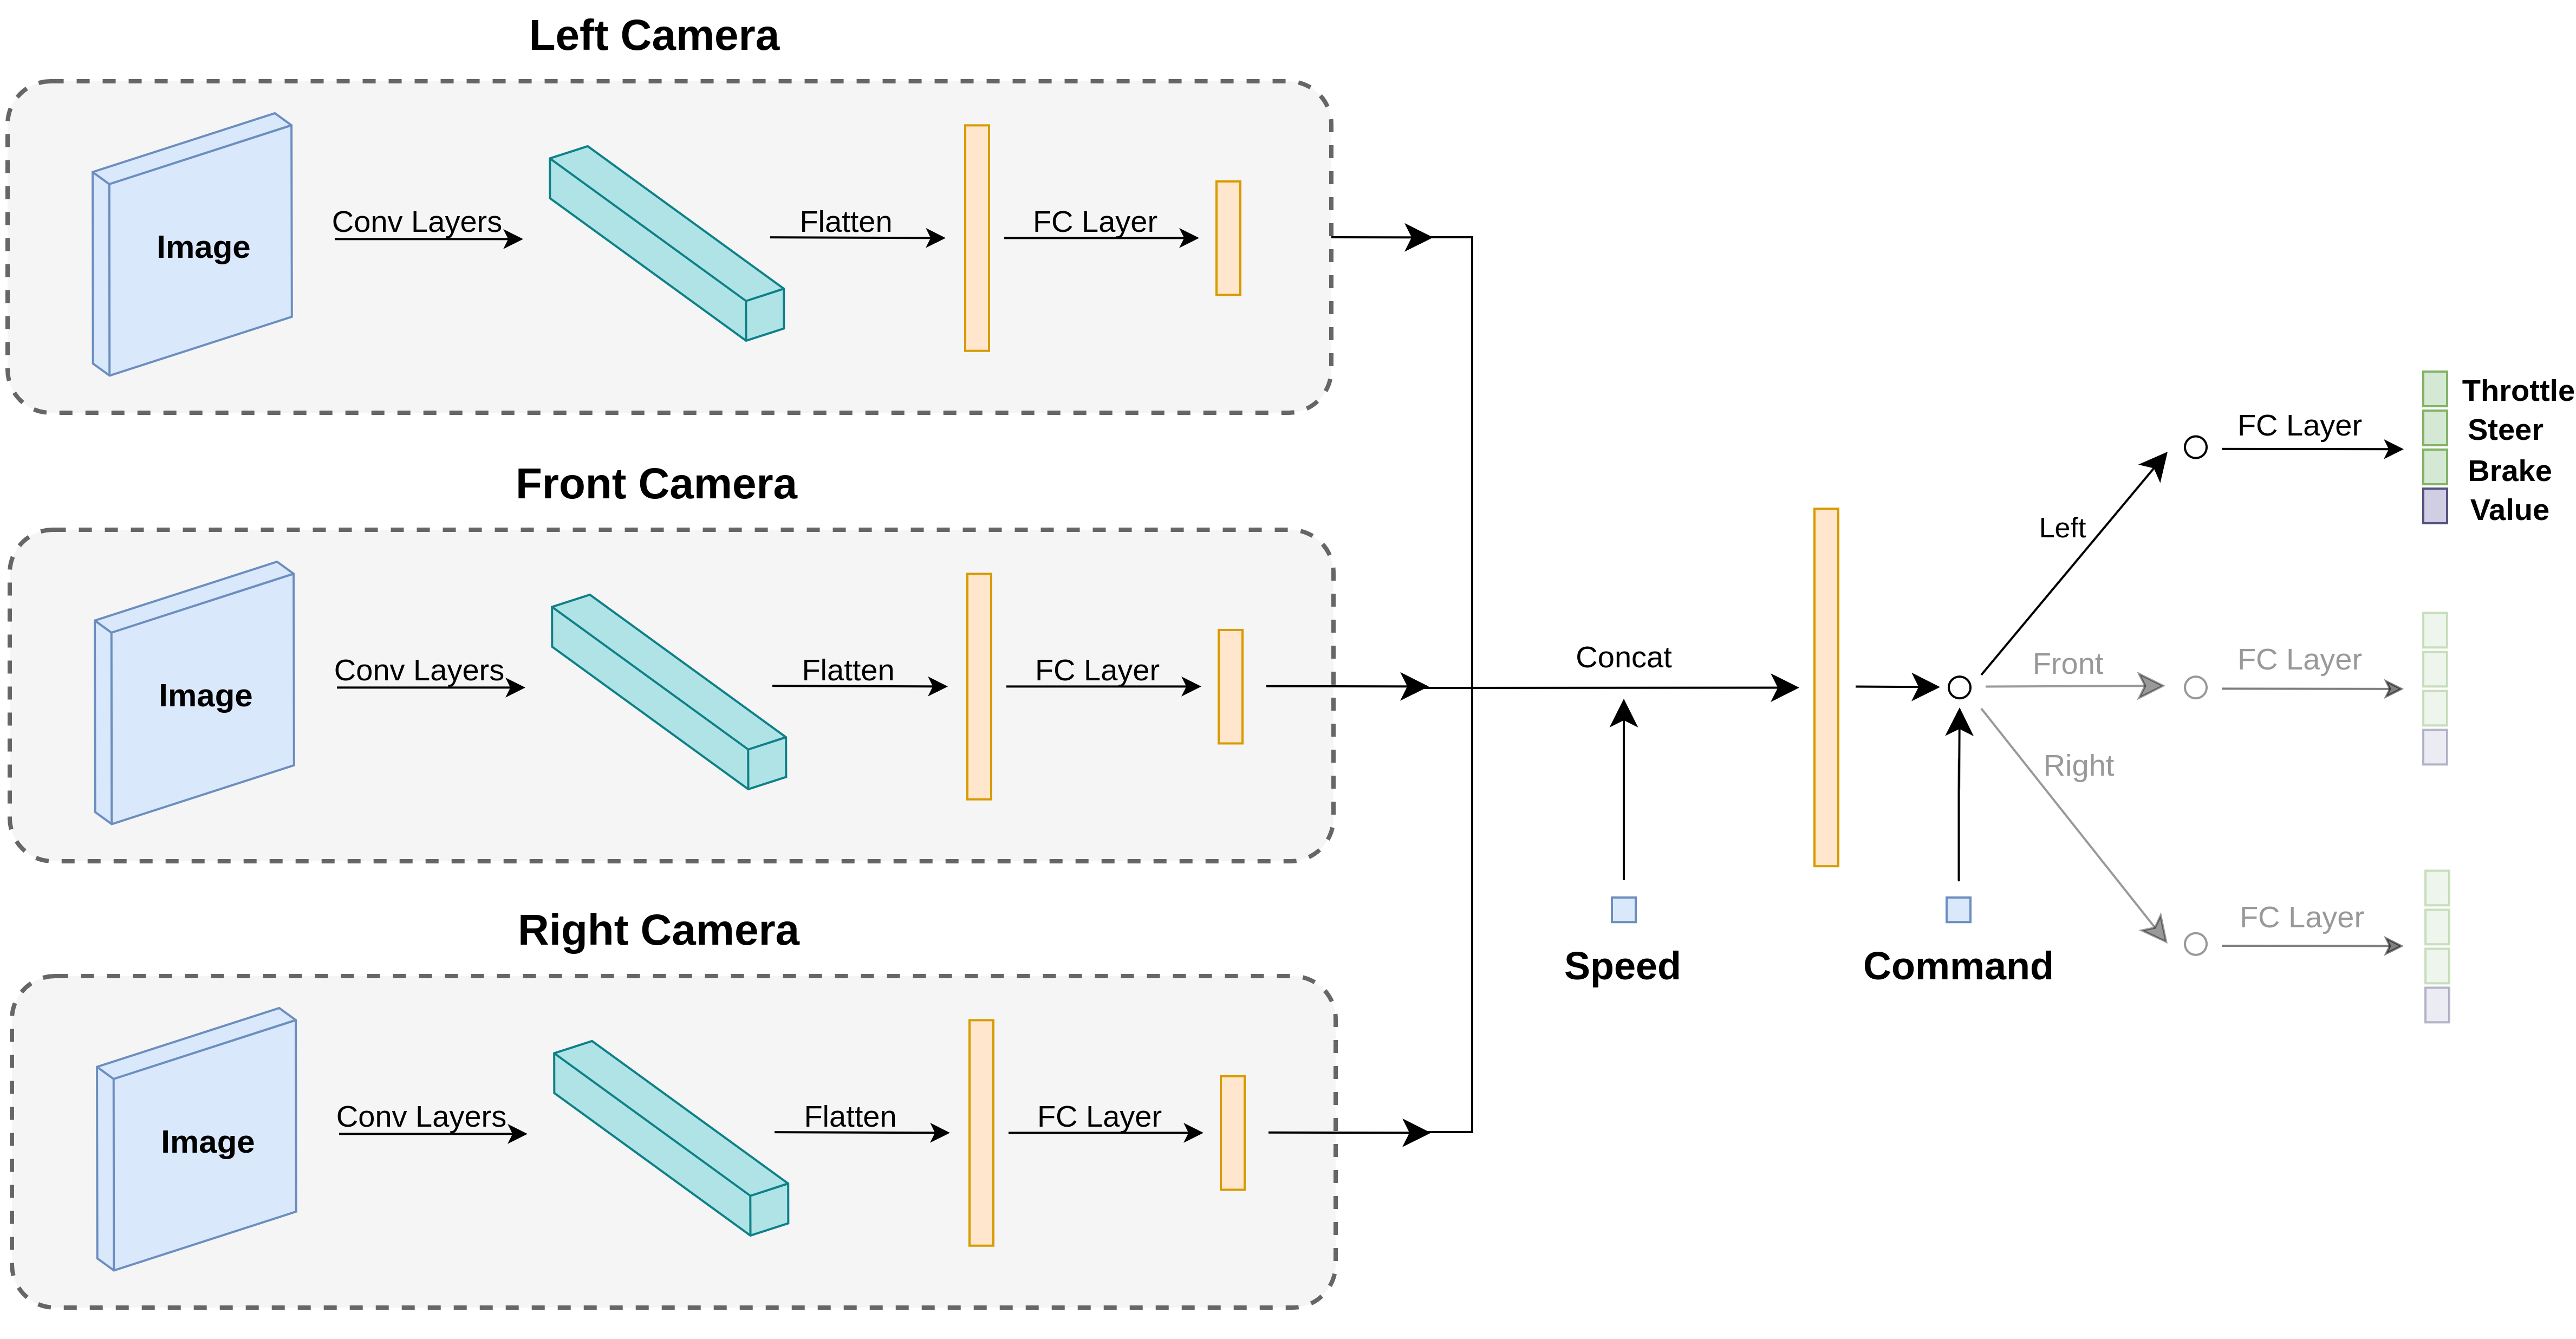 Left Camera
Image
Conv Layers
Flatten
FC Layer
Front Camera
Image
Conv Layers
Flatten
FC Layer
Right Camera
Image
Conv Layers
Flatten
FC Layer
Concat
Speed
Command
Left
Front
Right
FC Layer
Throttle
Steer
Brake
Value
FC Layer
FC Layer